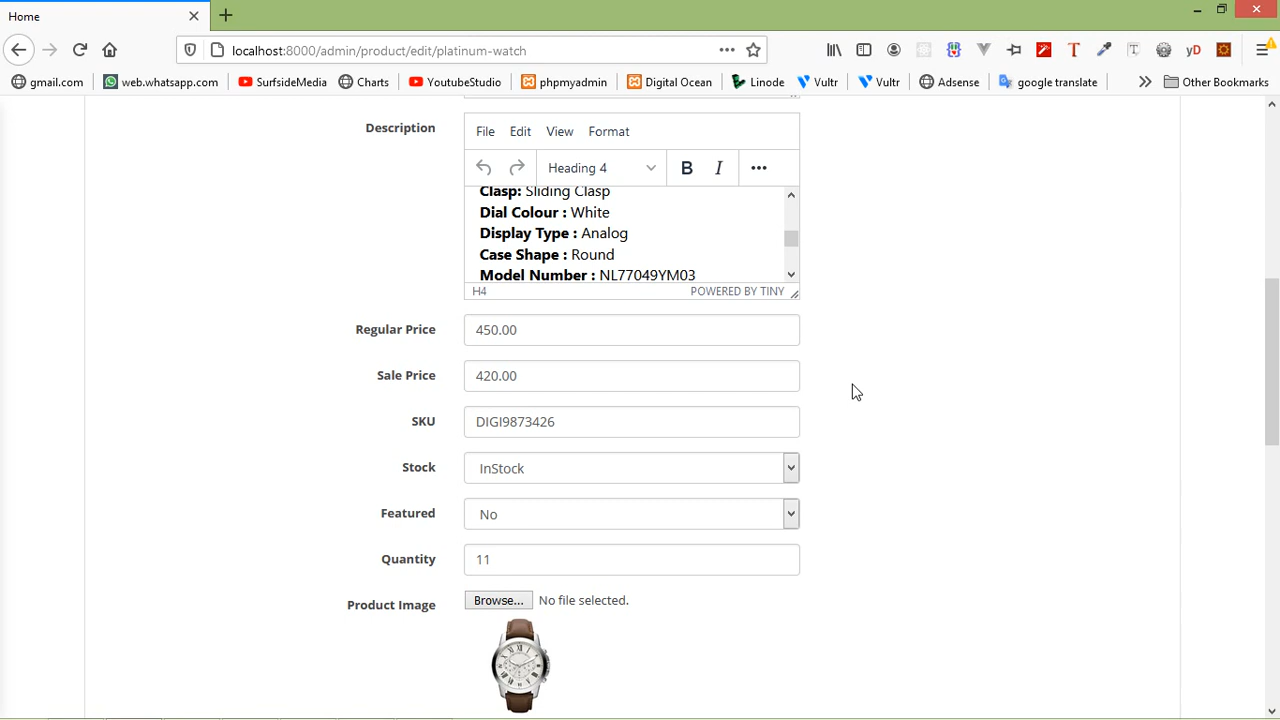 Home
localhost:8000/admin/product/edit/platinum-watch
T
T
yD
gmail.com web.whatsapp.com SurfsideMedia Charts YoutubeStudio phpmyadmin Digital Ocean Linode Vultr Vultr Adsense google translate Other Bookmarks
Description
File Edit View Format
Heading 4 B I
Clasp: Sliding Clasp
Dial Colour : White
Display Type : Analog
Case Shape : Round
Model Number : NL77049YM03
H4 POWERED BY TINY
Regular Price 450.00
Sale Price 420.00
SKU DIGI9873426
Stock InStock
Featured No
Quantity 11
Product Image Browse... No file selected.